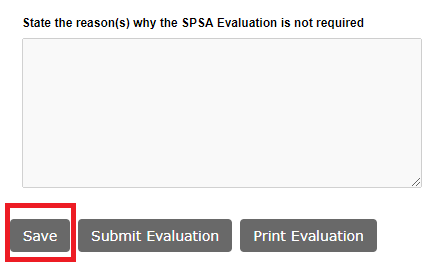 State the reason(s) why the SPSA Evaluation is not required
Save Submit Evaluation Print Evaluation